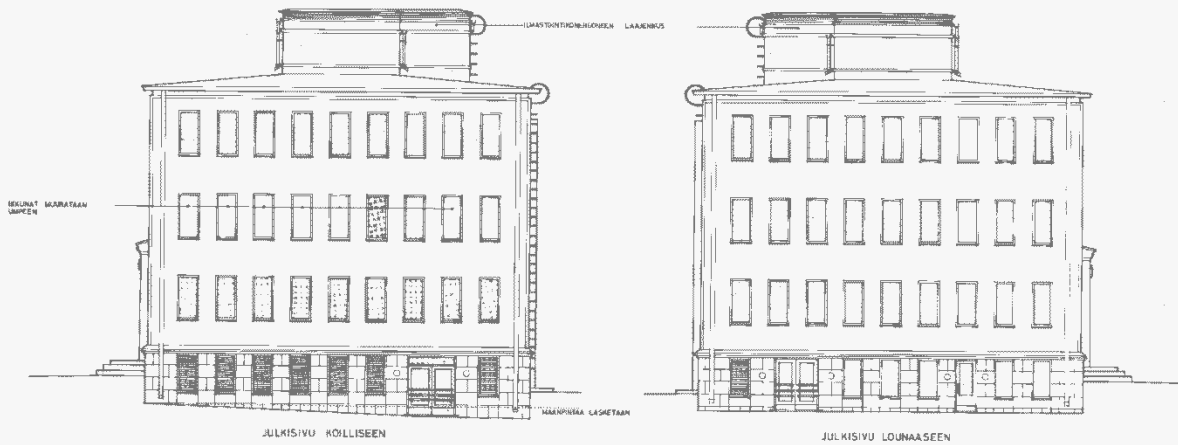 ILMASTOINTIKONEHUONEEN LAAJENNUS
IKKUNAT MUURATAAN
UMPEEN
MAANPINTAA LASKETAAN
JULKISIVU KOILLISEEN
JULKISIVU LOUNAASEEN